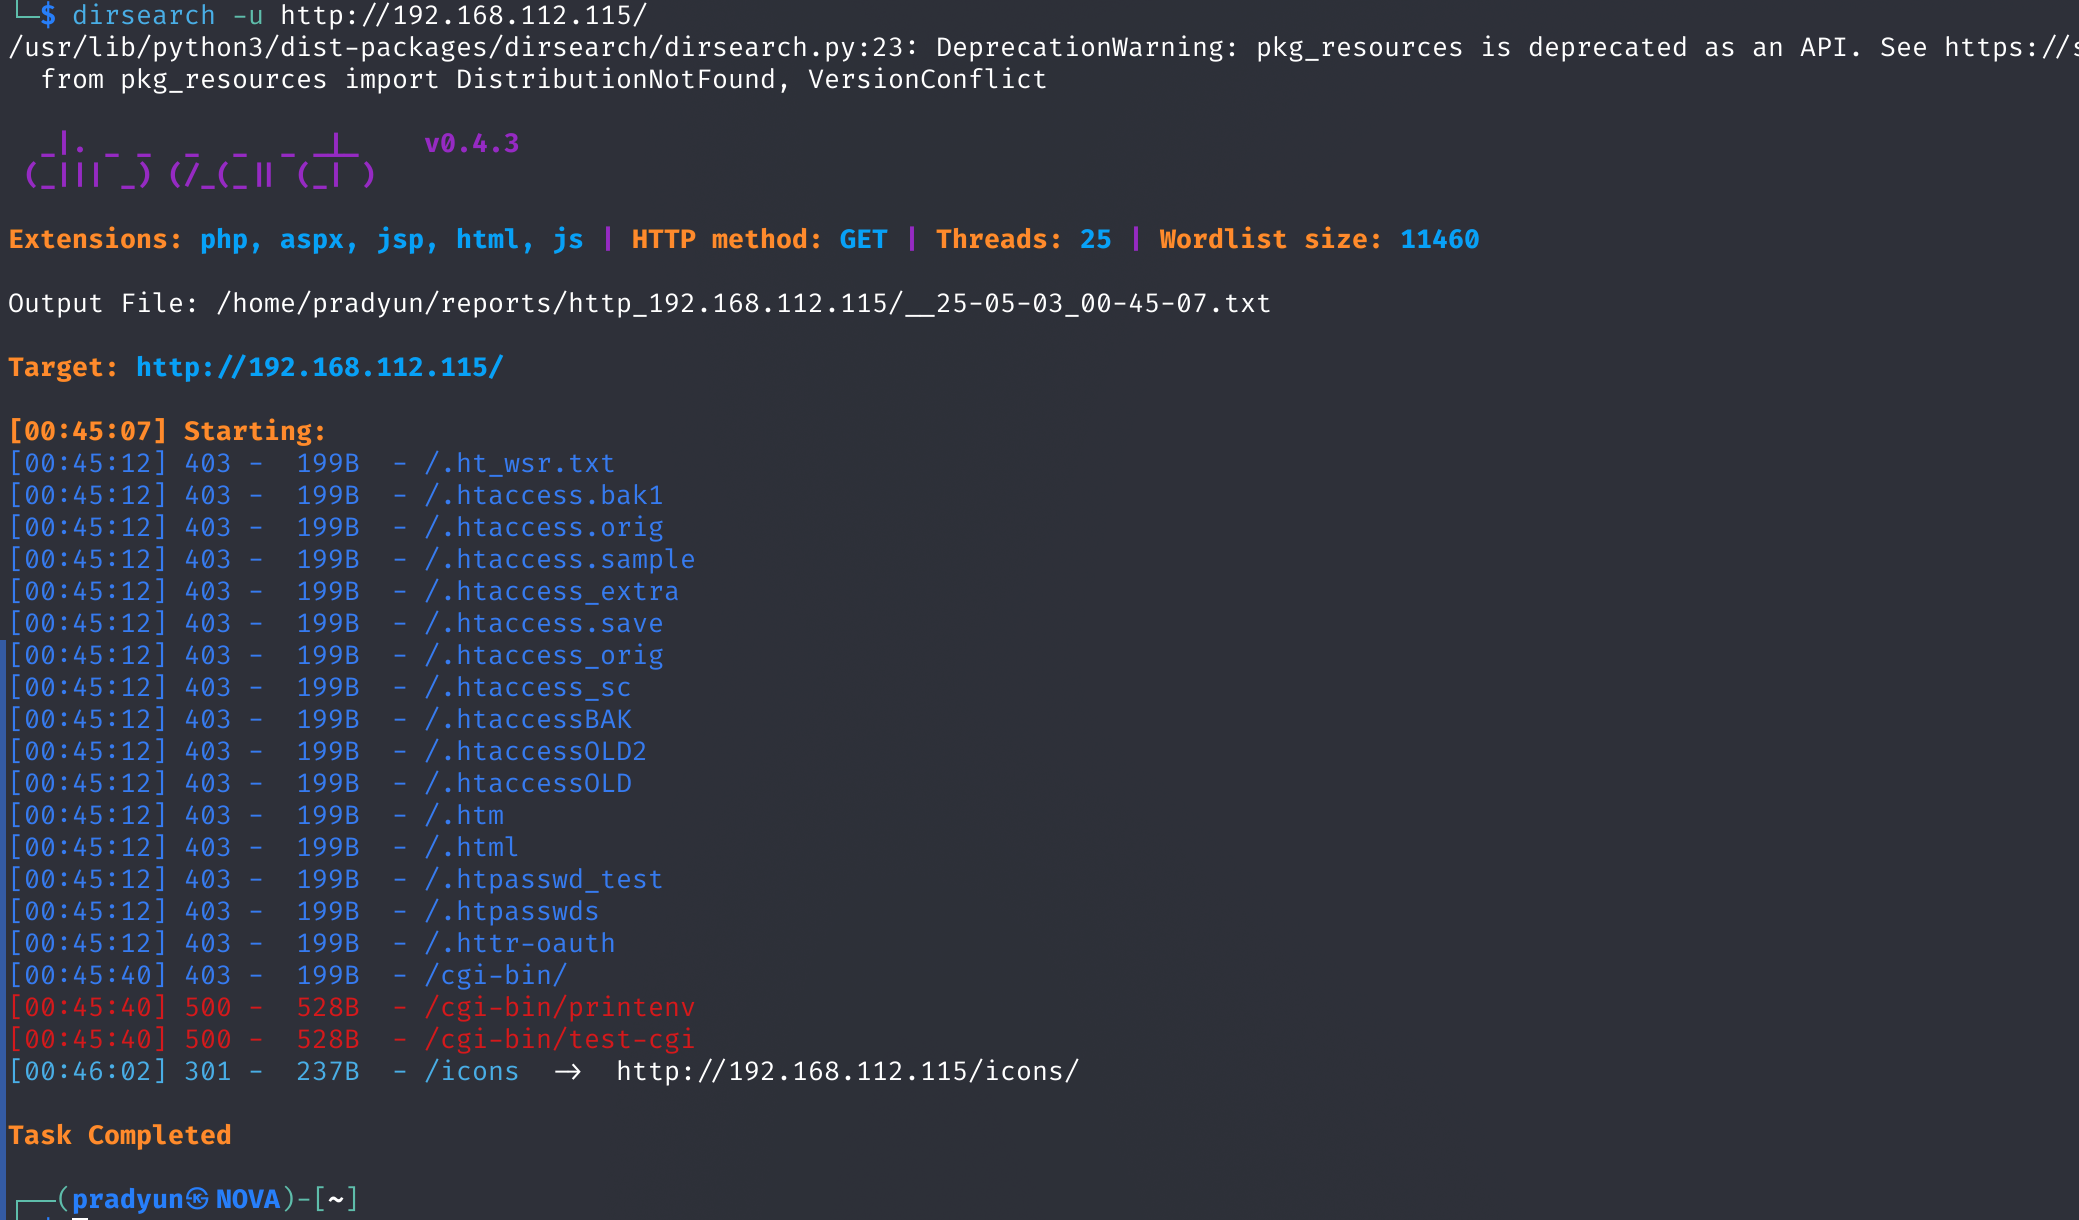 └─$ dirsearch -u http://192.168.112.115/
/usr/lib/python3/dist-packages/dirsearch/dirsearch.py:23: DeprecationWarning: pkg_resources is deprecated as an API. See https://s
  from pkg_resources import DistributionNotFound, VersionConflict

  _|. _ _  _  _  _ _|_    v0.4.3
 (_||| _) (/_(_|| (_| )

Extensions: php, aspx, jsp, html, js | HTTP method: GET | Threads: 25 | Wordlist size: 11460

Output File: /home/pradyun/reports/http_192.168.112.115/__25-05-03_00-45-07.txt

Target: http://192.168.112.115/

[00:45:07] Starting:
[00:45:12] 403 -  199B  - /.ht_wsr.txt
[00:45:12] 403 -  199B  - /.htaccess.bak1
[00:45:12] 403 -  199B  - /.htaccess.orig
[00:45:12] 403 -  199B  - /.htaccess.sample
[00:45:12] 403 -  199B  - /.htaccess_extra
[00:45:12] 403 -  199B  - /.htaccess.save
[00:45:12] 403 -  199B  - /.htaccess_orig
[00:45:12] 403 -  199B  - /.htaccess_sc
[00:45:12] 403 -  199B  - /.htaccessBAK
[00:45:12] 403 -  199B  - /.htaccessOLD2
[00:45:12] 403 -  199B  - /.htaccessOLD
[00:45:12] 403 -  199B  - /.htm
[00:45:12] 403 -  199B  - /.html
[00:45:12] 403 -  199B  - /.htpasswd_test
[00:45:12] 403 -  199B  - /.htpasswds
[00:45:12] 403 -  199B  - /.httr-oauth
[00:45:40] 403 -  199B  - /cgi-bin/
[00:45:40] 500 -  528B  - /cgi-bin/printenv
[00:45:40] 500 -  528B  - /cgi-bin/test-cgi
[00:46:02] 301 -  237B  - /icons  ->  http://192.168.112.115/icons/

Task Completed

┌──(pradyun㉿NOVA)-[~]